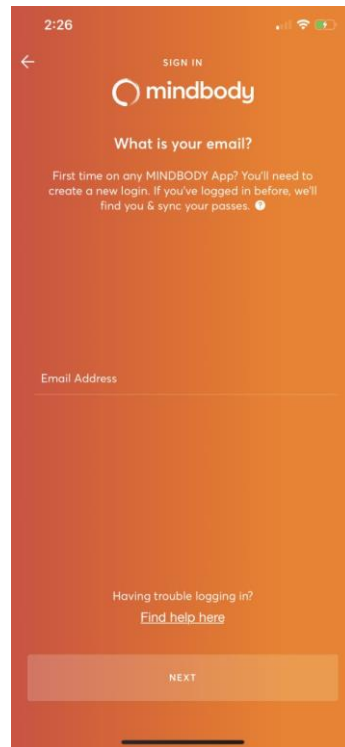 2:26
SIGN IN
mindbody
What is your email?
First time on any MINDBODY App? You'll need to
create a new login. If you've logged in before, we'll
find you & sync your passes. ?
Email Address
Having trouble logging in?
Find help here
NEXT